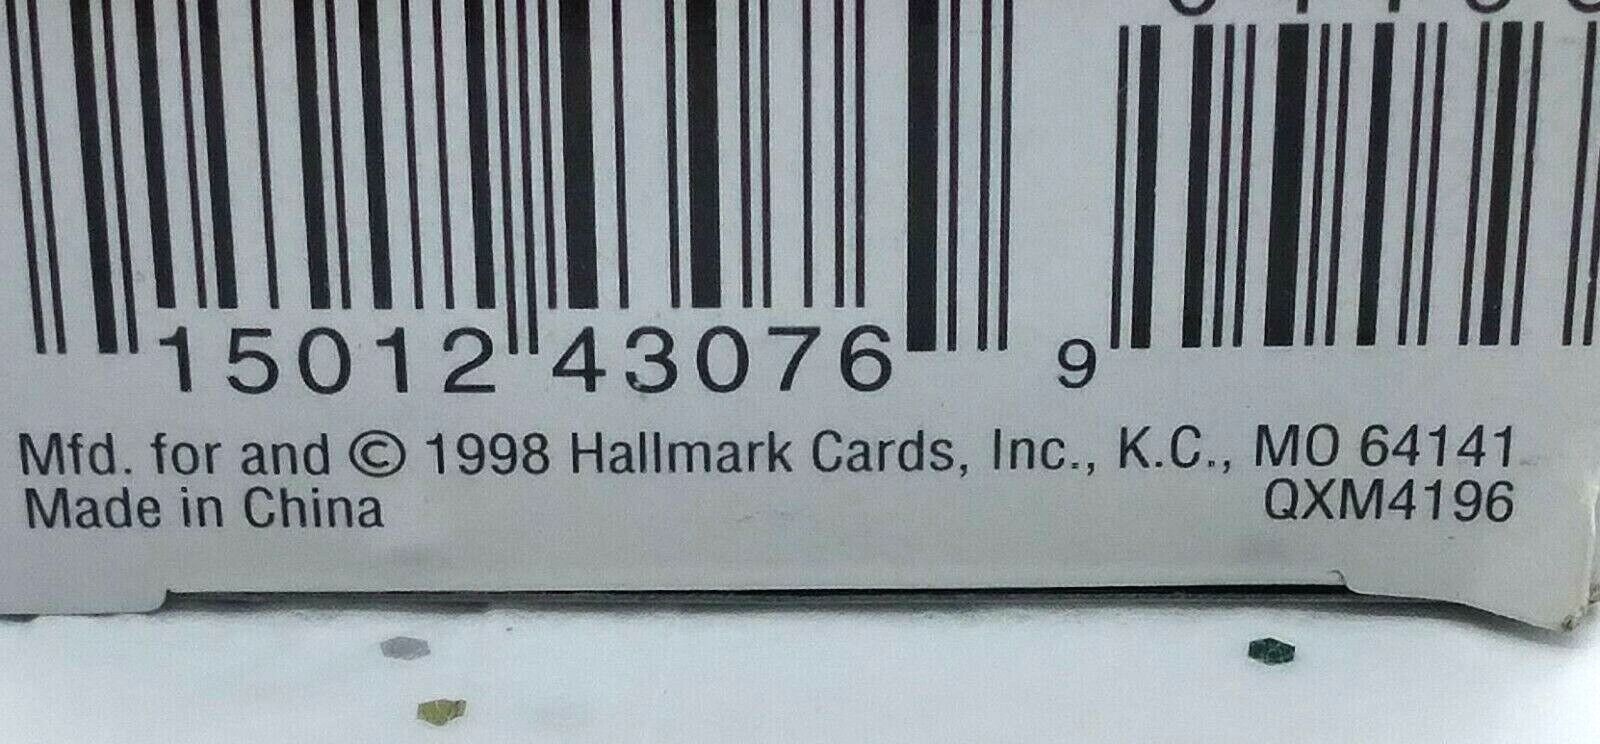 15012 43076 9
Mfd. for and © 1998 Hallmark Cards, Inc., K.C., MO 64141
Made in China QXM4196